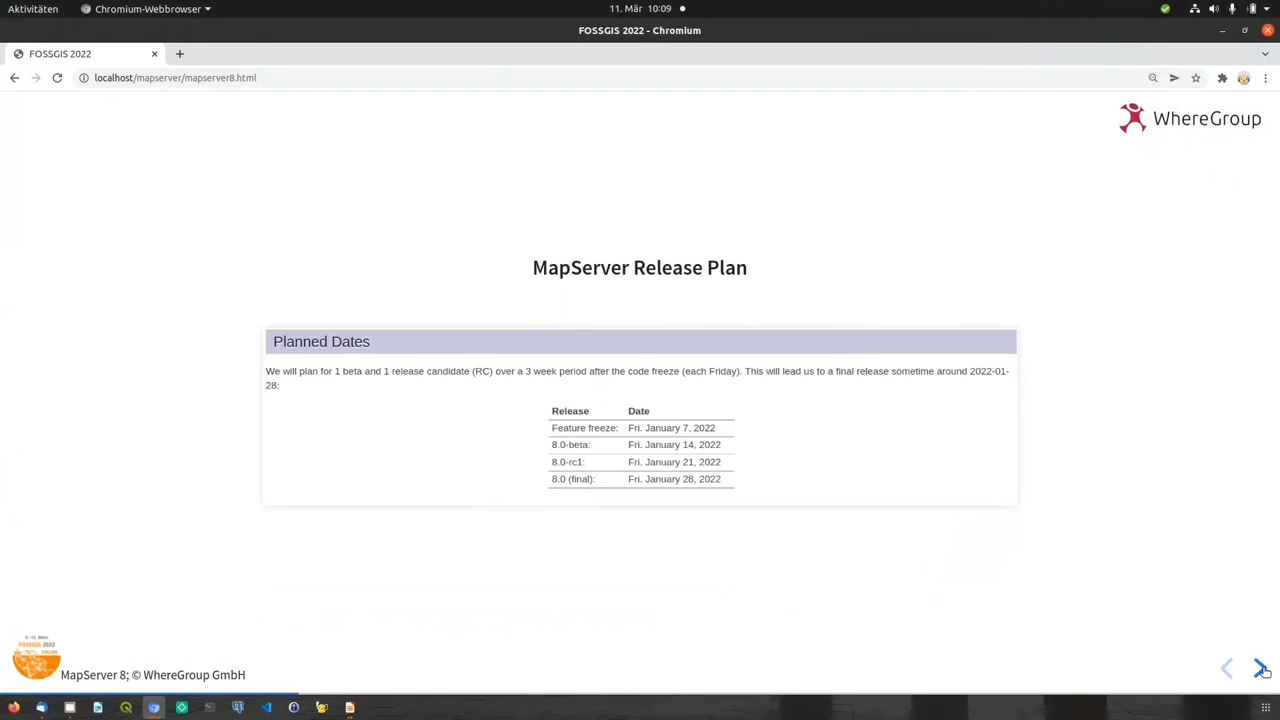 Aktivitäten
Chromium-Webbrowser
11. Mär 10:09
FOSSGIS 2022 - Chromium
FOSSGIS 2022
localhost/mapserver/mapserver8.html
WhereGroup
MapServer Release Plan
Planned Dates
We will plan for 1 beta and 1 release candidate (RC) over a 3 week period after the code freeze (each Friday). This will lead us to a final release sometime around 2022-01-
28:
Release Date
Feature freeze: Fri. January 7, 2022
8.0-beta: Fri. January 14, 2022
8.0-rc1: Fri. January 21, 2022
8.0 (final): Fri. January 28, 2022
FOSSGIS 2022
MapServer 8; © WhereGroup GmbH